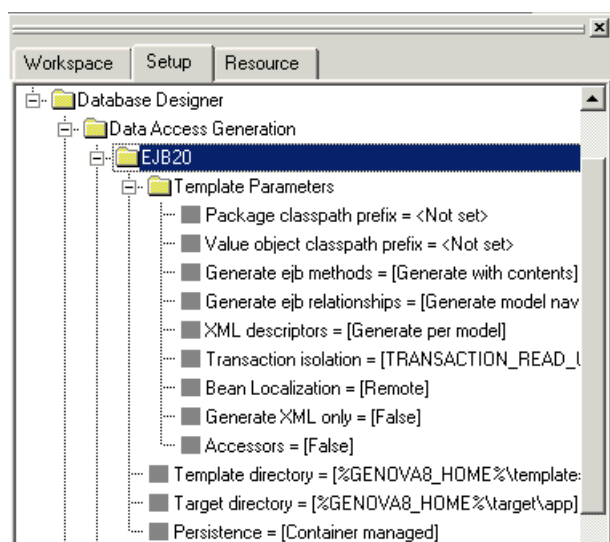 Workspace Setup Resource
Database Designer
Data Access Generation
EJB20
Template Parameters
Package classpath prefix = <Not set>
Value object classpath prefix = <Not set>
Generate ejb methods = [Generate with contents]
Generate ejb relationships = [Generate model nav
XML descriptors = [Generate per model]
Transaction isolation = [TRANSACTION_READ_U
Bean Localization = [Remote]
Generate XML only = [False]
Accessors = [False]
Template directory = [%GENOVA8_HOME%\template
Target directory = [%GENOVA8_HOME%\target\app]
Persistence = [Container managed]